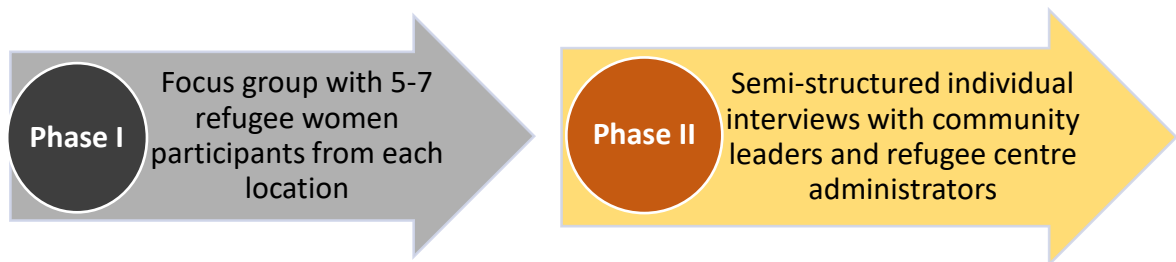 Phase I
Focus group with 5-7
refugee women
participants from each
location
Phase II
Semi-structured individual
interviews with community
leaders and refugee centre
administrators